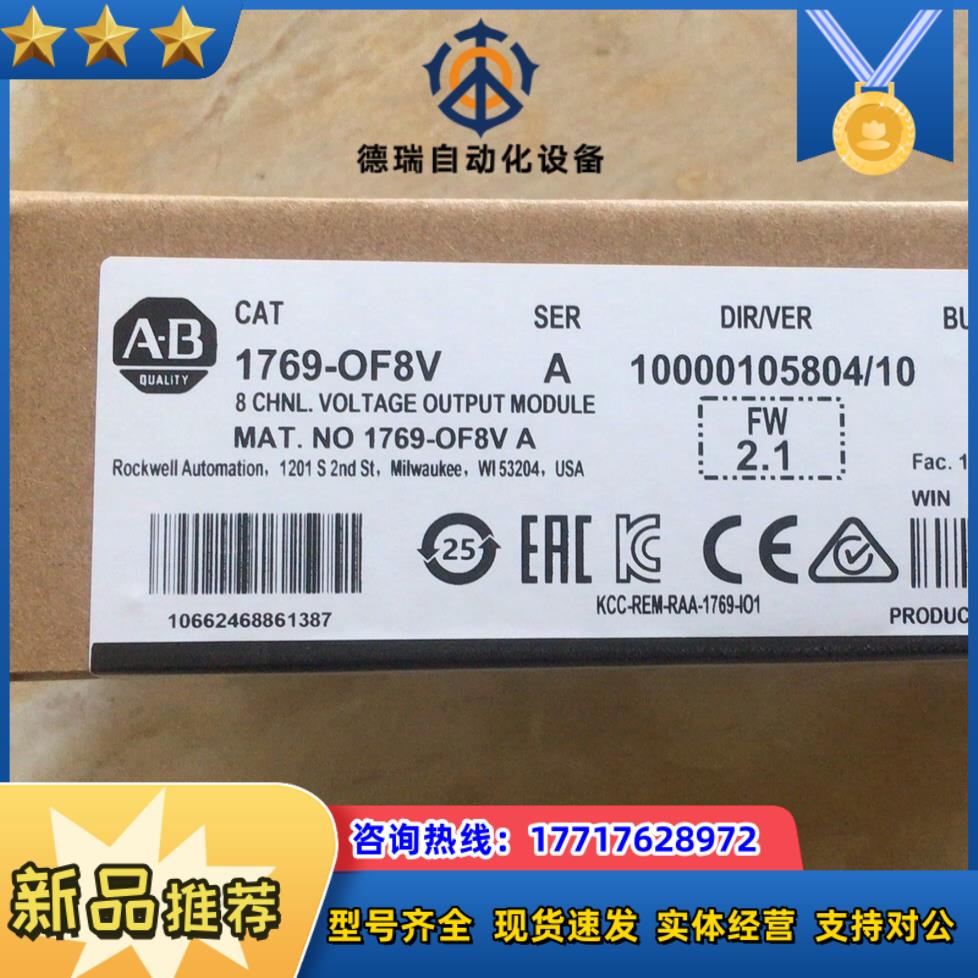 德瑞自动化设备
A-B
QUALITY
CAT
SER
DIR/VER
1769-OF8V
A
10000105804/10
8 CHNL. VOLTAGE OUTPUT MODULE
FW
2.1
MAT. NO 1769-OF8V A
Rockwell Automation, 1201 S 2nd St, Milwaukee, WI 53204, USA
Fac. 1
WIN
25
EAC
KC
CE
KCC-REM-RAA-1769-IO1
10662468861387
咨询热线：17717628972
新品推荐
型号齐全 现货速发 实体经营 支持对公